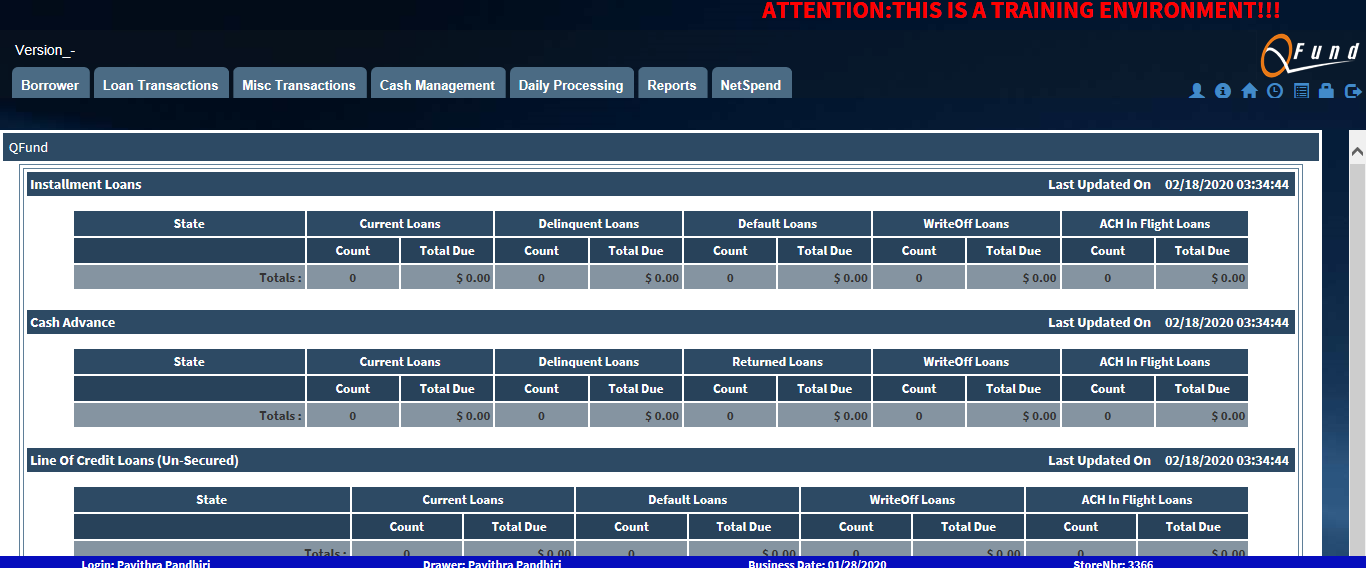 ATTENTION:THIS IS A TRAINING ENVIRONMENT!!!
Version_-
QFund
Borrower Loan Transactions Misc Transactions Cash Management Daily Processing Reports NetSpend
QFund
Installment Loans Last Updated On 02/18/2020 03:34:44
State Current Loans Delinquent Loans Default Loans WriteOff Loans ACH In Flight Loans
Count Total Due Count Total Due Count Total Due Count Total Due Count Total Due
Totals : 0 $ 0.00 0 $ 0.00 0 $ 0.00 0 $ 0.00 0 $ 0.00
Cash Advance Last Updated On 02/18/2020 03:34:44
State Current Loans Delinquent Loans Returned Loans WriteOff Loans ACH In Flight Loans
Count Total Due Count Total Due Count Total Due Count Total Due Count Total Due
Totals : 0 $ 0.00 0 $ 0.00 0 $ 0.00 0 $ 0.00 0 $ 0.00
Line Of Credit Loans (Un-Secured) Last Updated On 02/18/2020 03:34:44
State Current Loans Default Loans WriteOff Loans ACH In Flight Loans
Count Total Due Count Total Due Count Total Due Count Total Due
Totals : 0 $ 0.00 0 $ 0.00 0 $ 0.00 0 $ 0.00
Login: Pavithra Pandhiri Drawer: Pavithra Pandhiri Business Date: 01/28/2020 StoreNbr: 3366